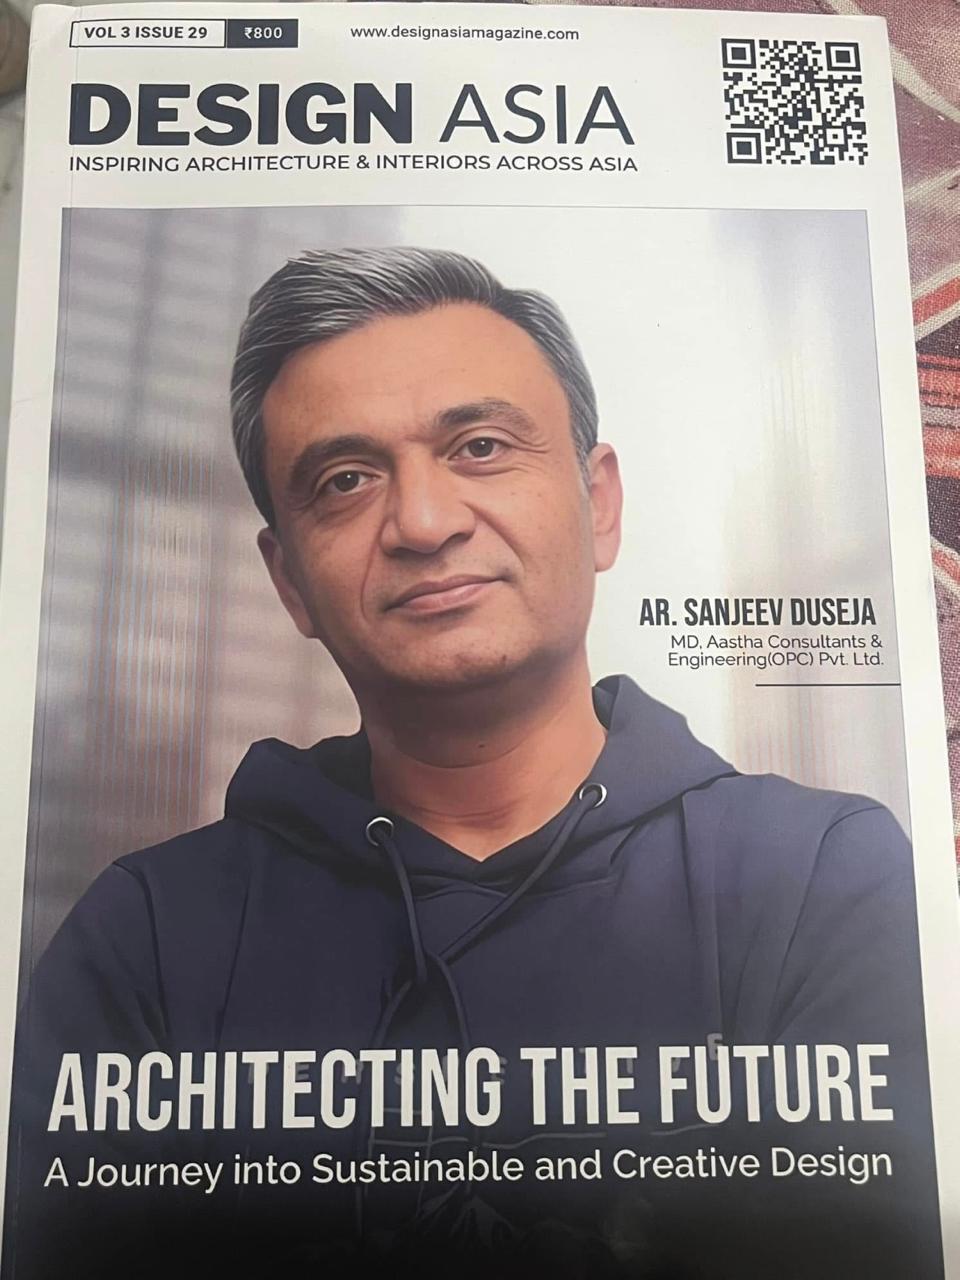 VOL 3 ISSUE 29 ₹800 www.designasiamagazine.com
DESIGN ASIA
INSPIRING ARCHITECTURE & INTERIORS ACROSS ASIA
AR. SANJEEV DUSEJA
MD, Aastha Consultants &
Engineering(OPC) Pvt. Ltd.
ARCHITECTING THE FUTURE
A Journey into Sustainable and Creative Design